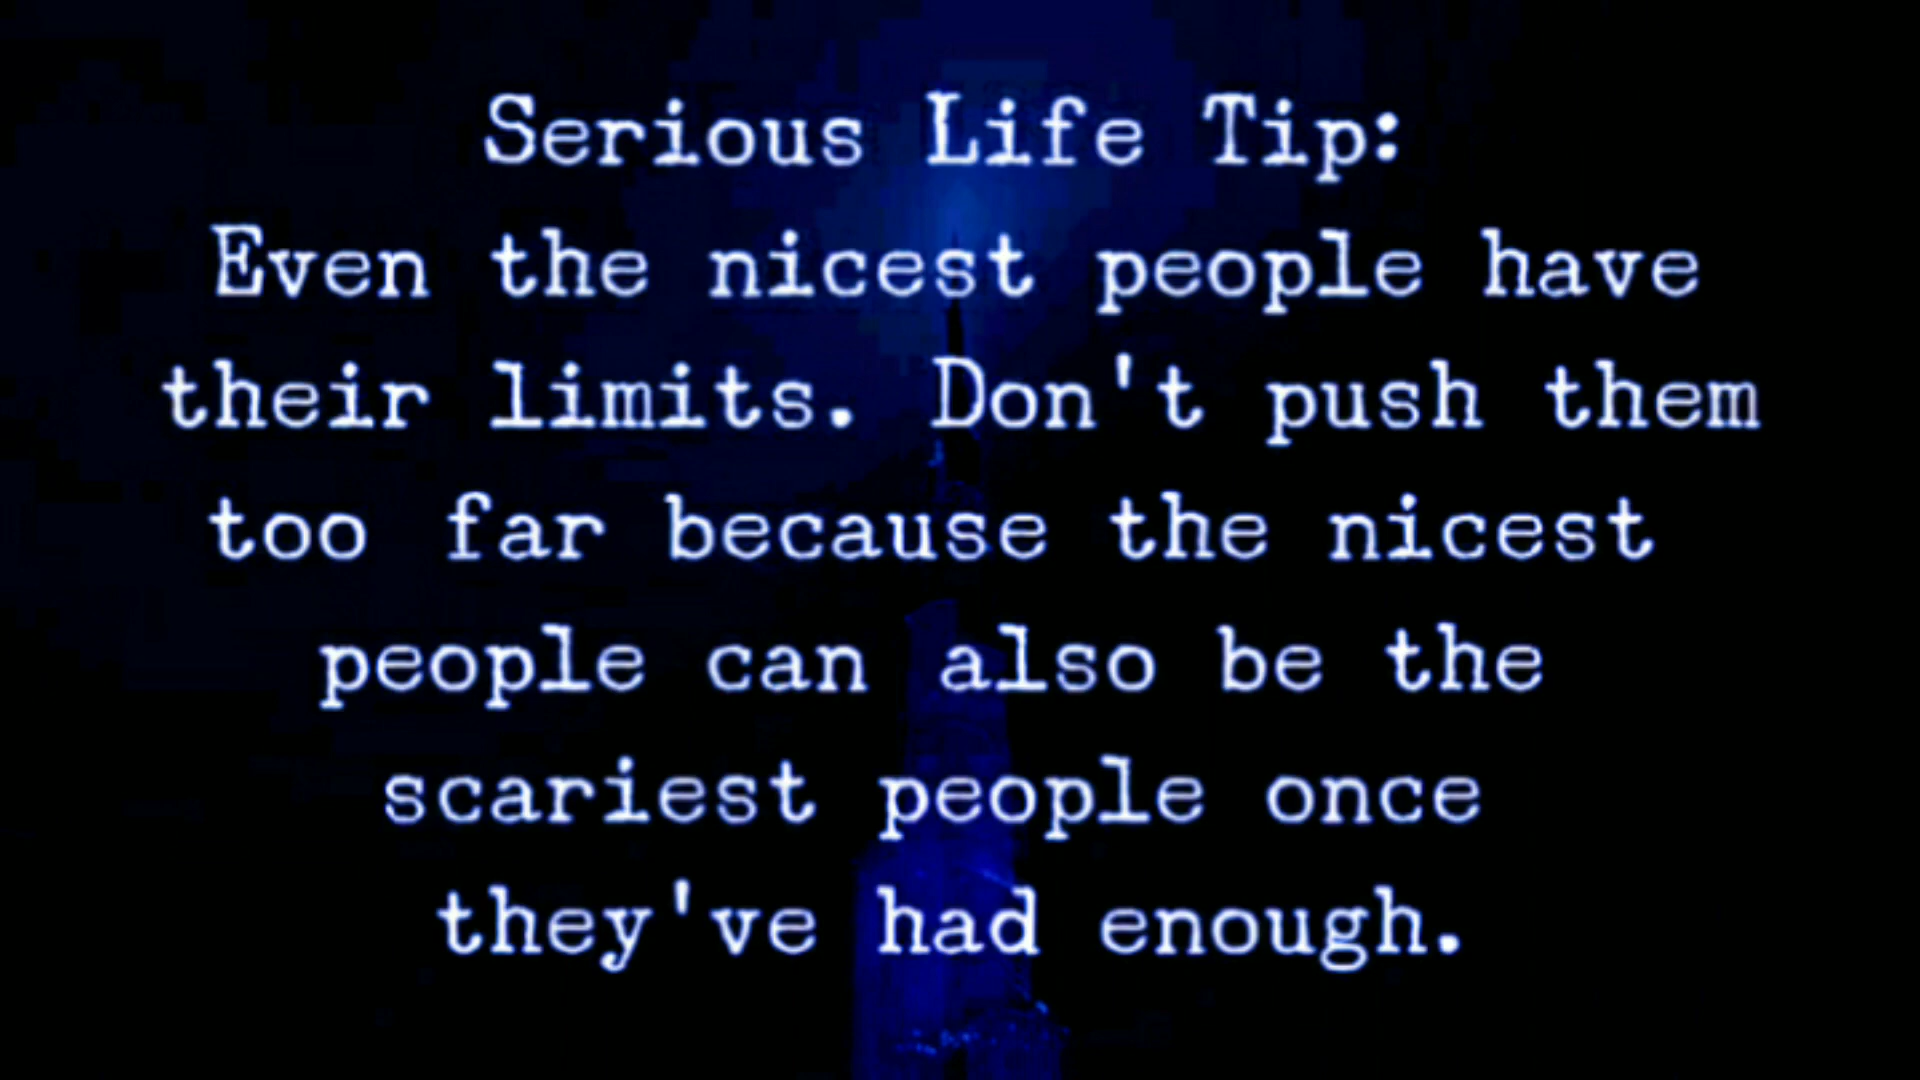 Serious Life Tip:
Even the nicest people have
their limits. Don't push them
too far because the nicest
people can also be the
scariest people once
they've had enough.